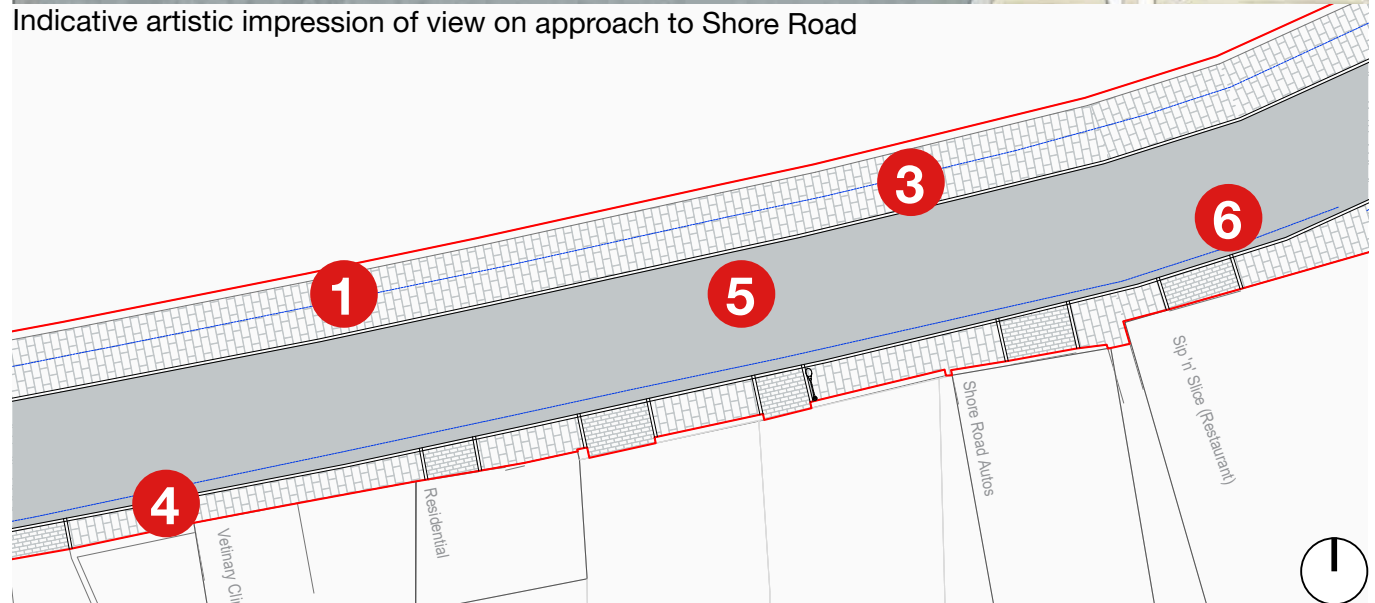 Indicative artistic impression of view on approach to Shore Road
3
6
1
5
Sip 'n' Slice (Restaurant)
Shore Road Autos
4
Residential
Vetinary